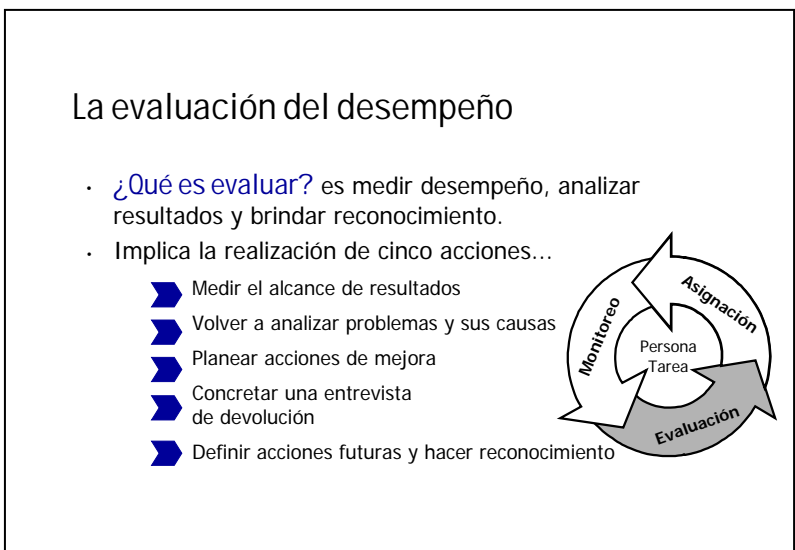 La evaluación del desempeño
· ¿Qué es evaluar? es medir desempeño, analizar
resultados y brindar reconocimiento.
· Implica la realización de cinco acciones...
Medir el alcance de resultados
Volver a analizar problemas y sus causas
Planear acciones de mejora
Concretar una entrevista
de devolución
Definir acciones futuras y hacer reconocimiento
Asignación
Monitoreo
Persona
Tarea
Evaluación